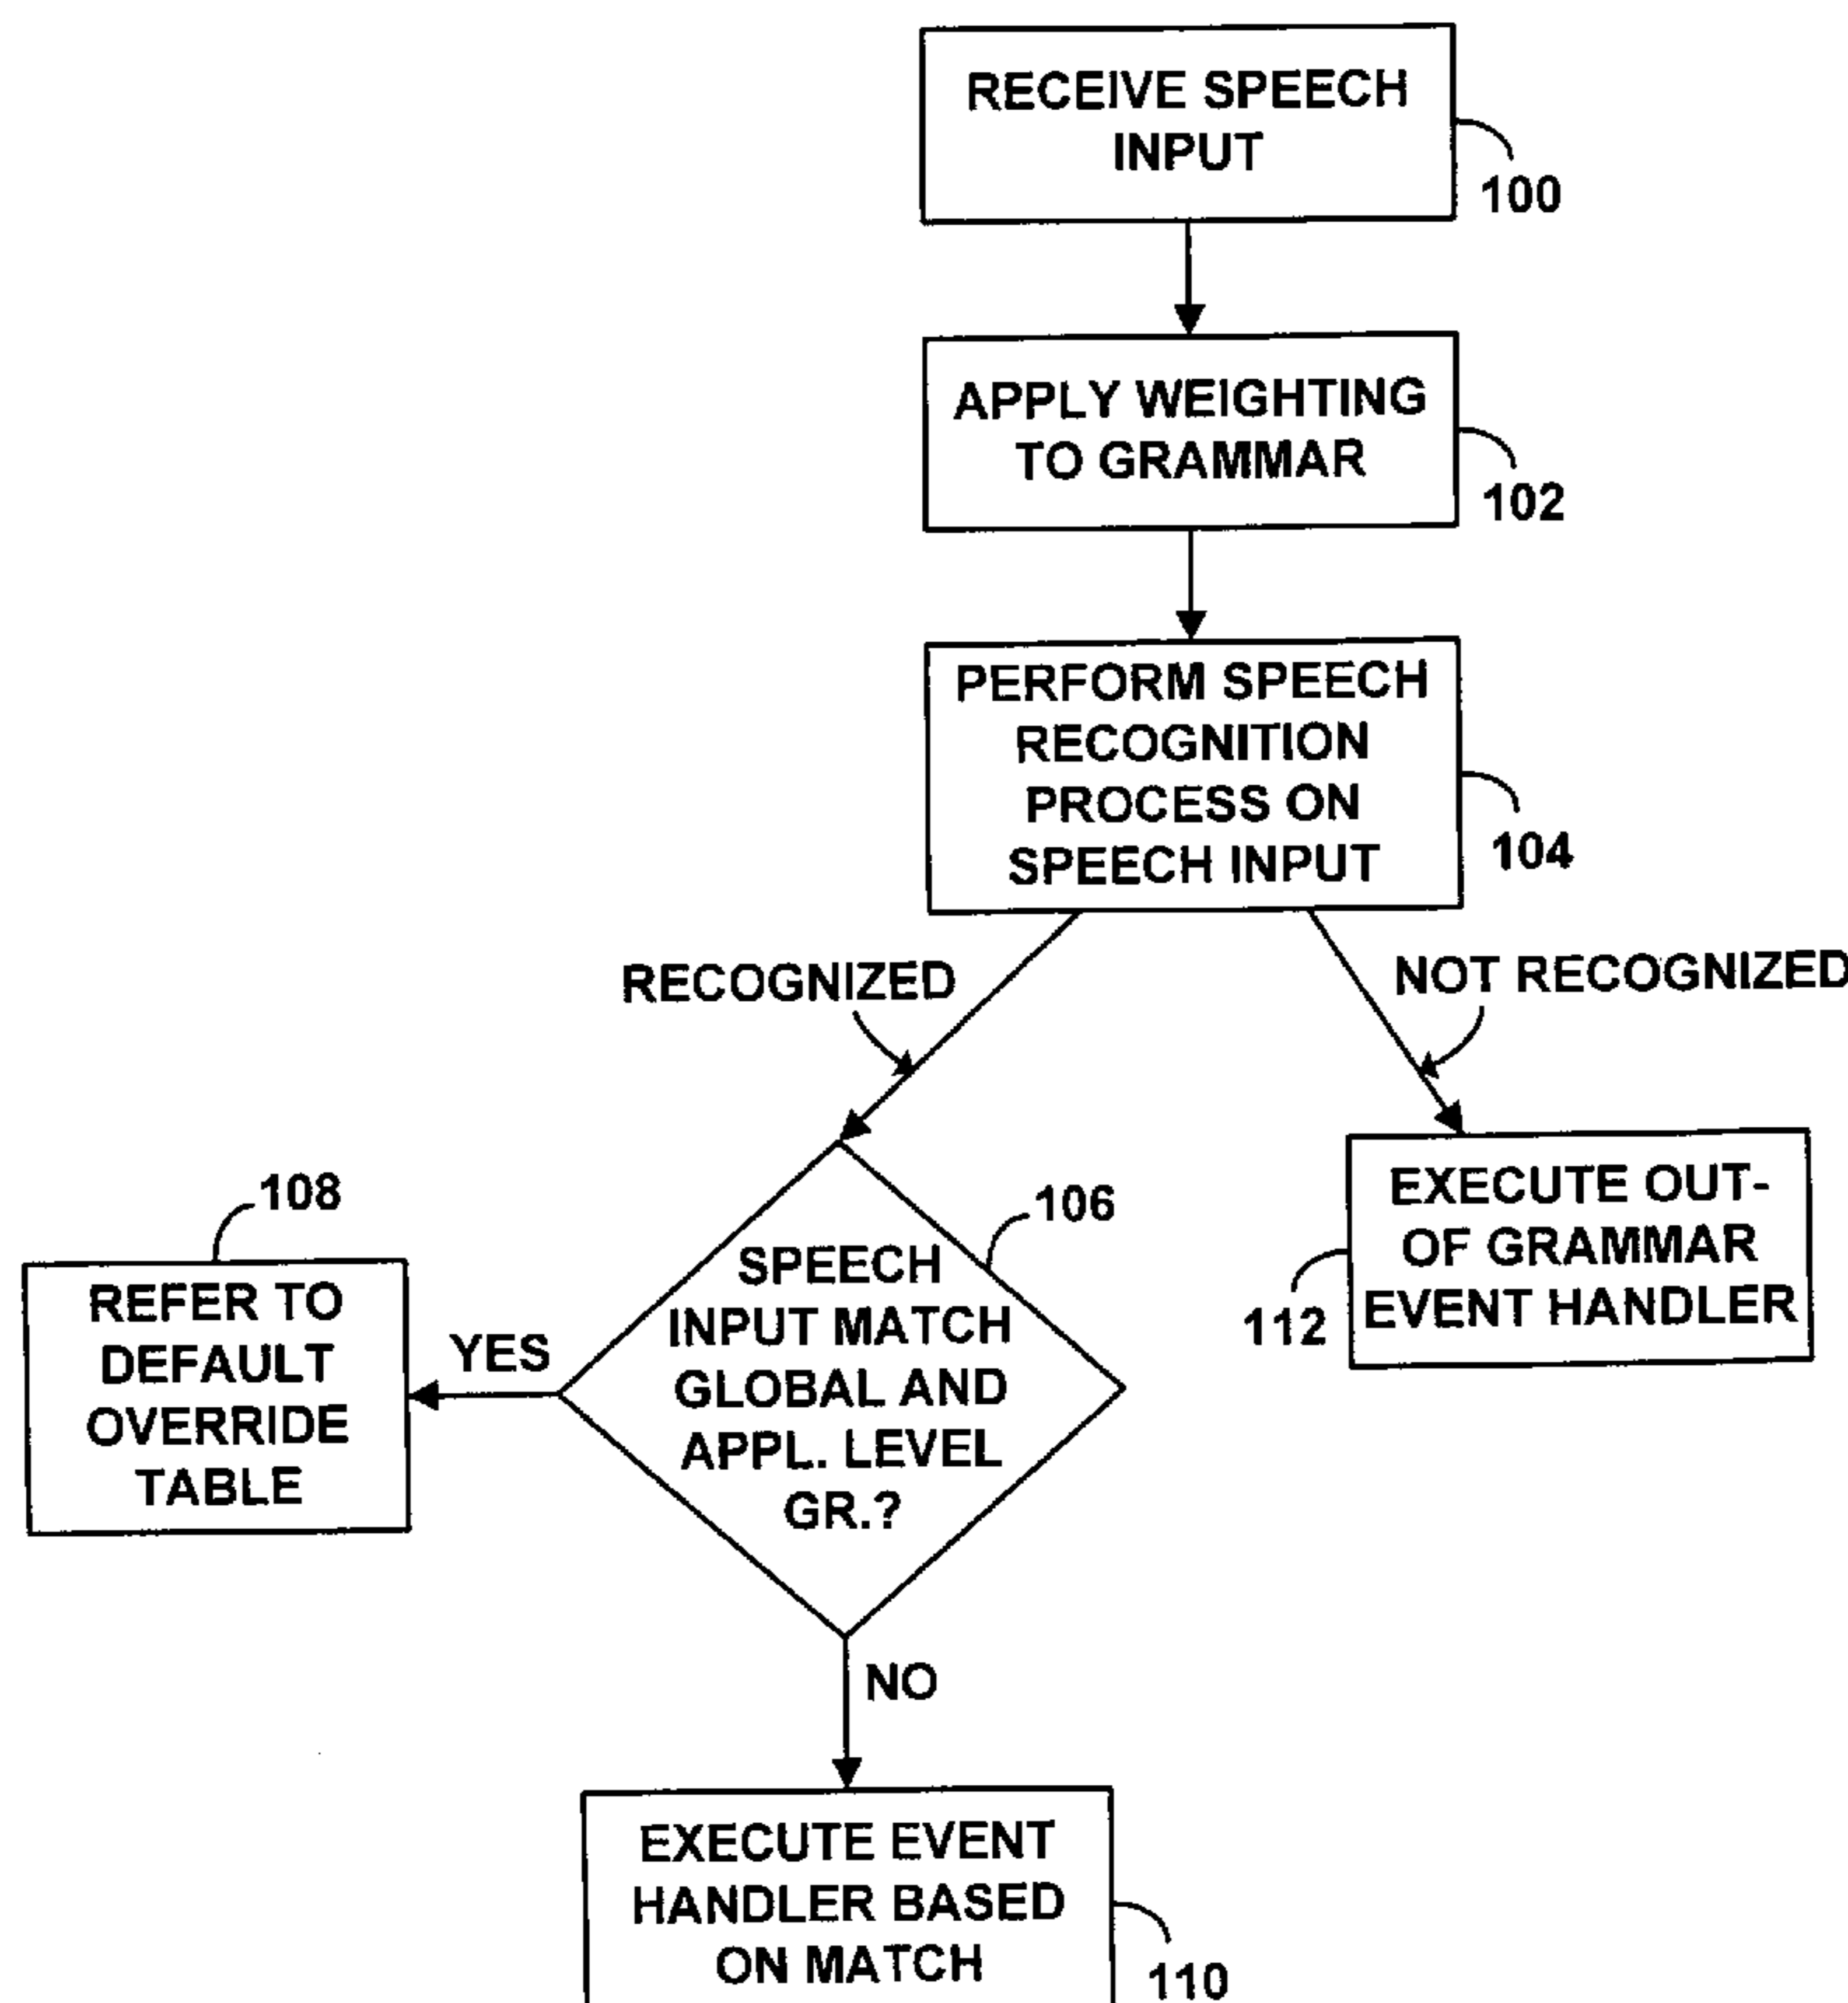 RECEIVE SPEECH
INPUT
100
APPLY WEIGHTING
TO GRAMMAR
102
PERFORM SPEECH
RECOGNITION
PROCESS ON
SPEECH INPUT
104
RECOGNIZED
NOT RECOGNIZED
108
REFER TO
DEFAULT
OVERRIDE
TABLE
YES
106
SPEECH
INPUT MATCH
GLOBAL AND
APPL. LEVEL
GR.?
EXECUTE OUT-
OF GRAMMAR
EVENT HANDLER
112
NO
EXECUTE EVENT
HANDLER BASED
ON MATCH
110